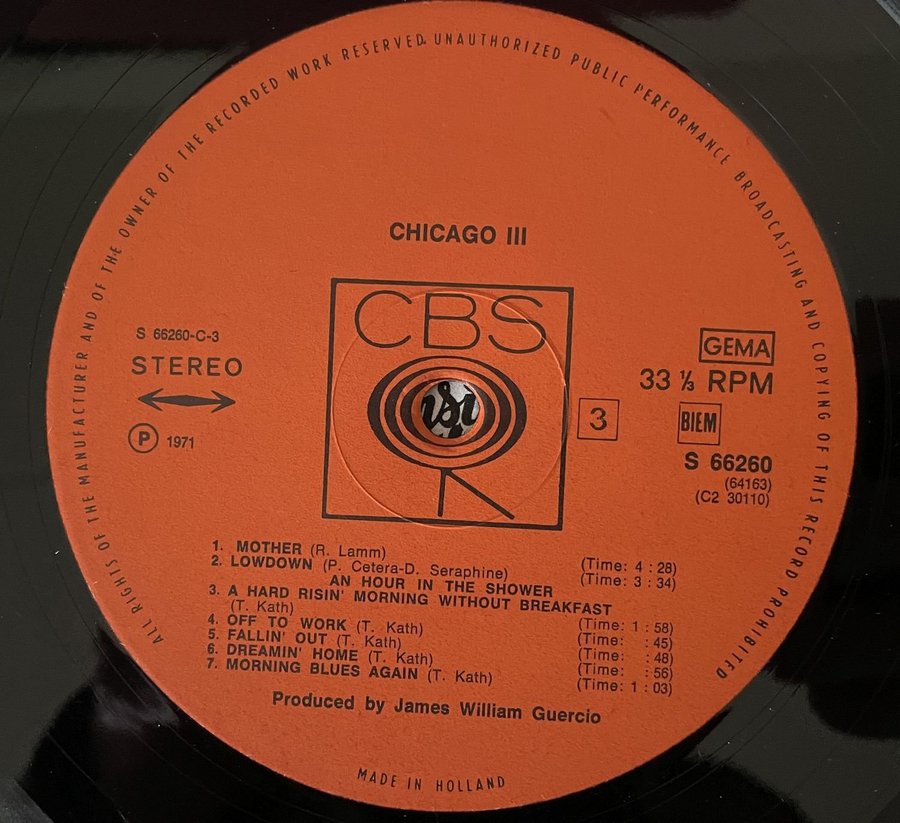 ALL RIGHTS OF THE MANUFACTURER AND OF THE OWNER OF THE RECORDED WORK RESERVED. UNAUTHORIZED PUBLIC PERFORMANCE BROADCASTING AND COPYING OF THIS RECORD PROHIBITED
CHICAGO III
CBS
S 66260-C-3
STEREO
P 1971
GEMA
33 ⅓ RPM
3
BIEM
S 66260
(64163)
(C2 30110)
1. MOTHER (R. Lamm) (Time: 4 : 28)
2. LOWDOWN (P. Cetera-D. Seraphine) (Time: 3 : 34)
AN HOUR IN THE SHOWER
3. A HARD RISIN' MORNING WITHOUT BREAKFAST
(T. Kath) (Time: 1 : 58)
4. OFF TO WORK (T. Kath) (Time: : 45)
5. FALLIN' OUT (T. Kath) (Time: : 48)
6. DREAMIN' HOME (T. Kath) (Time: : 56)
7. MORNING BLUES AGAIN (T. Kath) (Time: 1 : 03)
Produced by James William Guercio
MADE IN HOLLAND